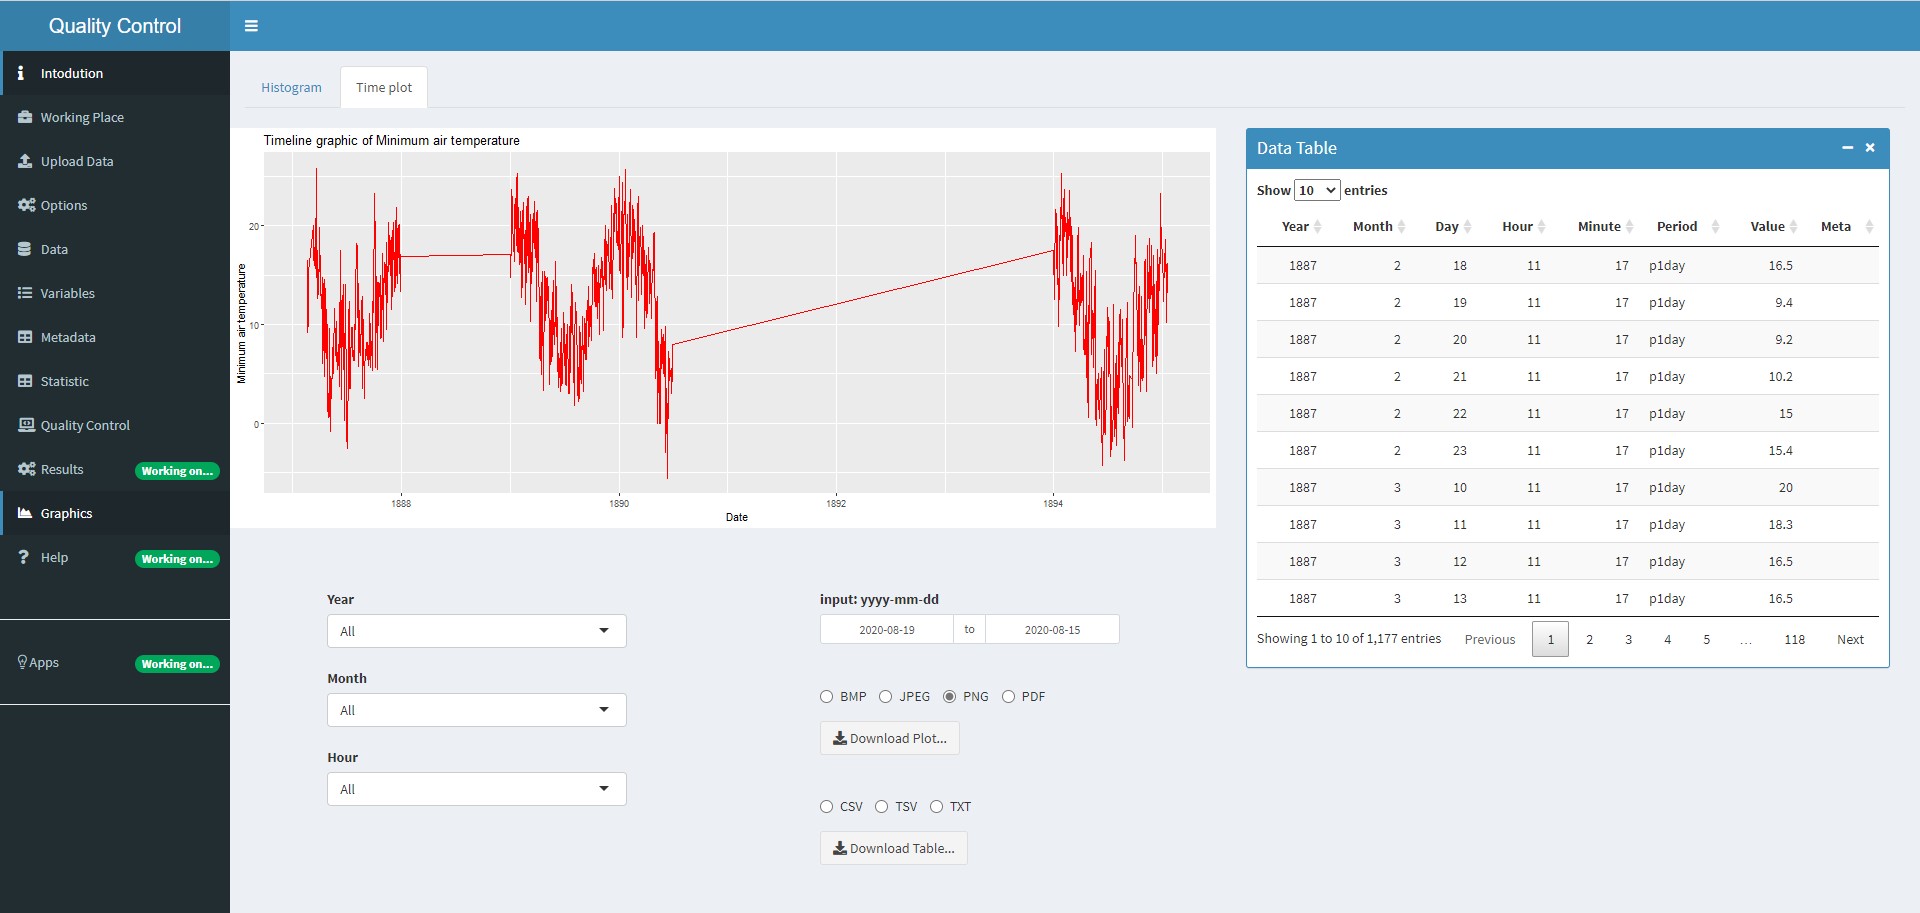 Quality Control
Intodution
Working Place
Upload Data
Options
Data
Variables
Metadata
Statistic
Quality Control
Results Working on...
Graphics
Help Working on...
Apps Working on...
Histogram Time plot
Timeline graphic of Minimum air temperature
Minimum air temperature
20
10
0
1888 1890 1892 1894
Date
Year
All
Month
All
Hour
All
input: yyyy-mm-dd
2020-08-19 to 2020-08-15
BMP JPEG PNG PDF
Download Plot...
CSV TSV TXT
Download Table...
Data Table
Show 10 entries
Year Month Day Hour Minute Period Value Meta
1887 2 18 11 17 p1day 16.5
1887 2 19 11 17 p1day 9.4
1887 2 20 11 17 p1day 9.2
1887 2 21 11 17 p1day 10.2
1887 2 22 11 17 p1day 15
1887 2 23 11 17 p1day 15.4
1887 3 10 11 17 p1day 20
1887 3 11 11 17 p1day 18.3
1887 3 12 11 17 p1day 16.5
1887 3 13 11 17 p1day 16.5
Showing 1 to 10 of 1,177 entries Previous 1 2 3 4 5 ... 118 Next